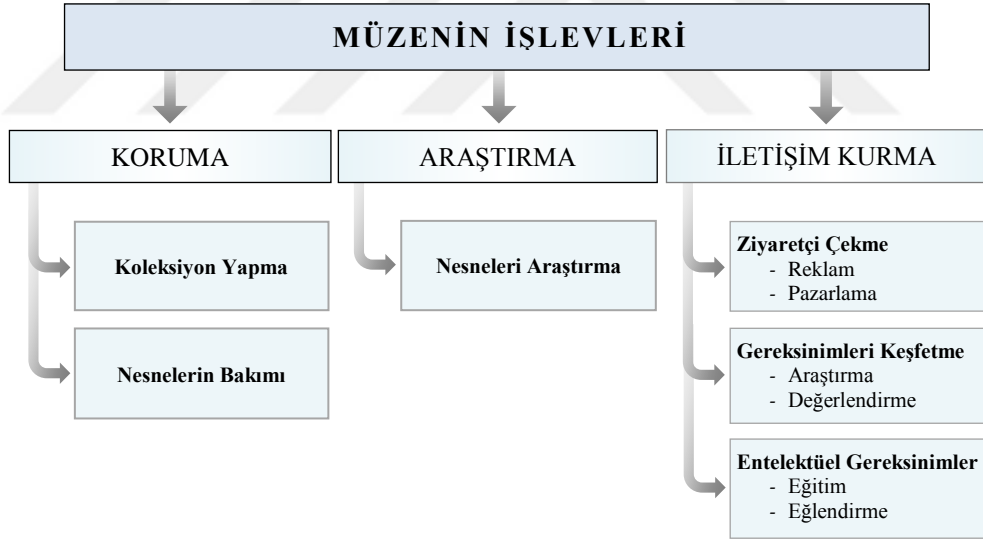 MÜZENİN İŞLEVLERİ
KORUMA
Koleksiyon Yapma
Nesnelerin Bakımı
ARAŞTIRMA
Nesneleri Araştırma
İLETİŞİM KURMA
Ziyaretçi Çekme
- Reklam
- Pazarlama
Gereksinimleri Keşfetme
- Araştırma
- Değerlendirme
Entelektüel Gereksinimler
- Eğitim
- Eğlendirme